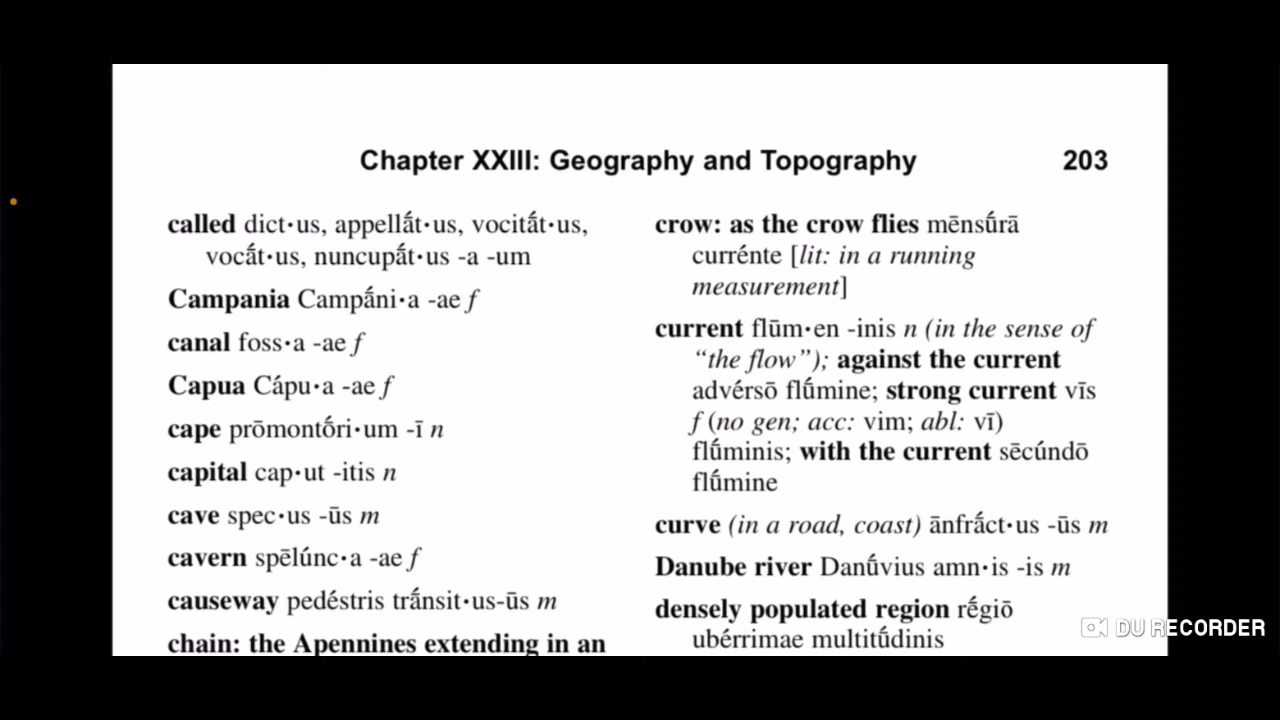 Chapter XXIII: Geography and Topography 203
called dict·us, appellā́t·us, vocitā́t·us,
vocā́t·us, nuncupā́t·us -a -um
Campania Campā́ni·a -ae f
canal foss·a -ae f
Capua Cápu·a -ae f
cape prōmontṓri·um -ī n
capital cap·ut -itis n
cave spec·us -ūs m
cavern spēlúnc·a -ae f
causeway pedéstris trā́nsit·us-ūs m
chain: the Apennines extending in an
crow: as the crow flies mēnsū́rā
currénte [lit: in a running
measurement]
current flūm·en -inis n (in the sense of
“the flow”); against the current
advérsō flū́mine; strong current vīs
f (no gen; acc: vim; abl: vī)
flū́minis; with the current sēcúndō
flū́mine
curve (in a road, coast) ānfrā́ct·us -ūs m
Danube river Danū́vius amn·is -is m
densely populated region rḗgiō
ubérrimae multitū́dinis
DU RECORDER